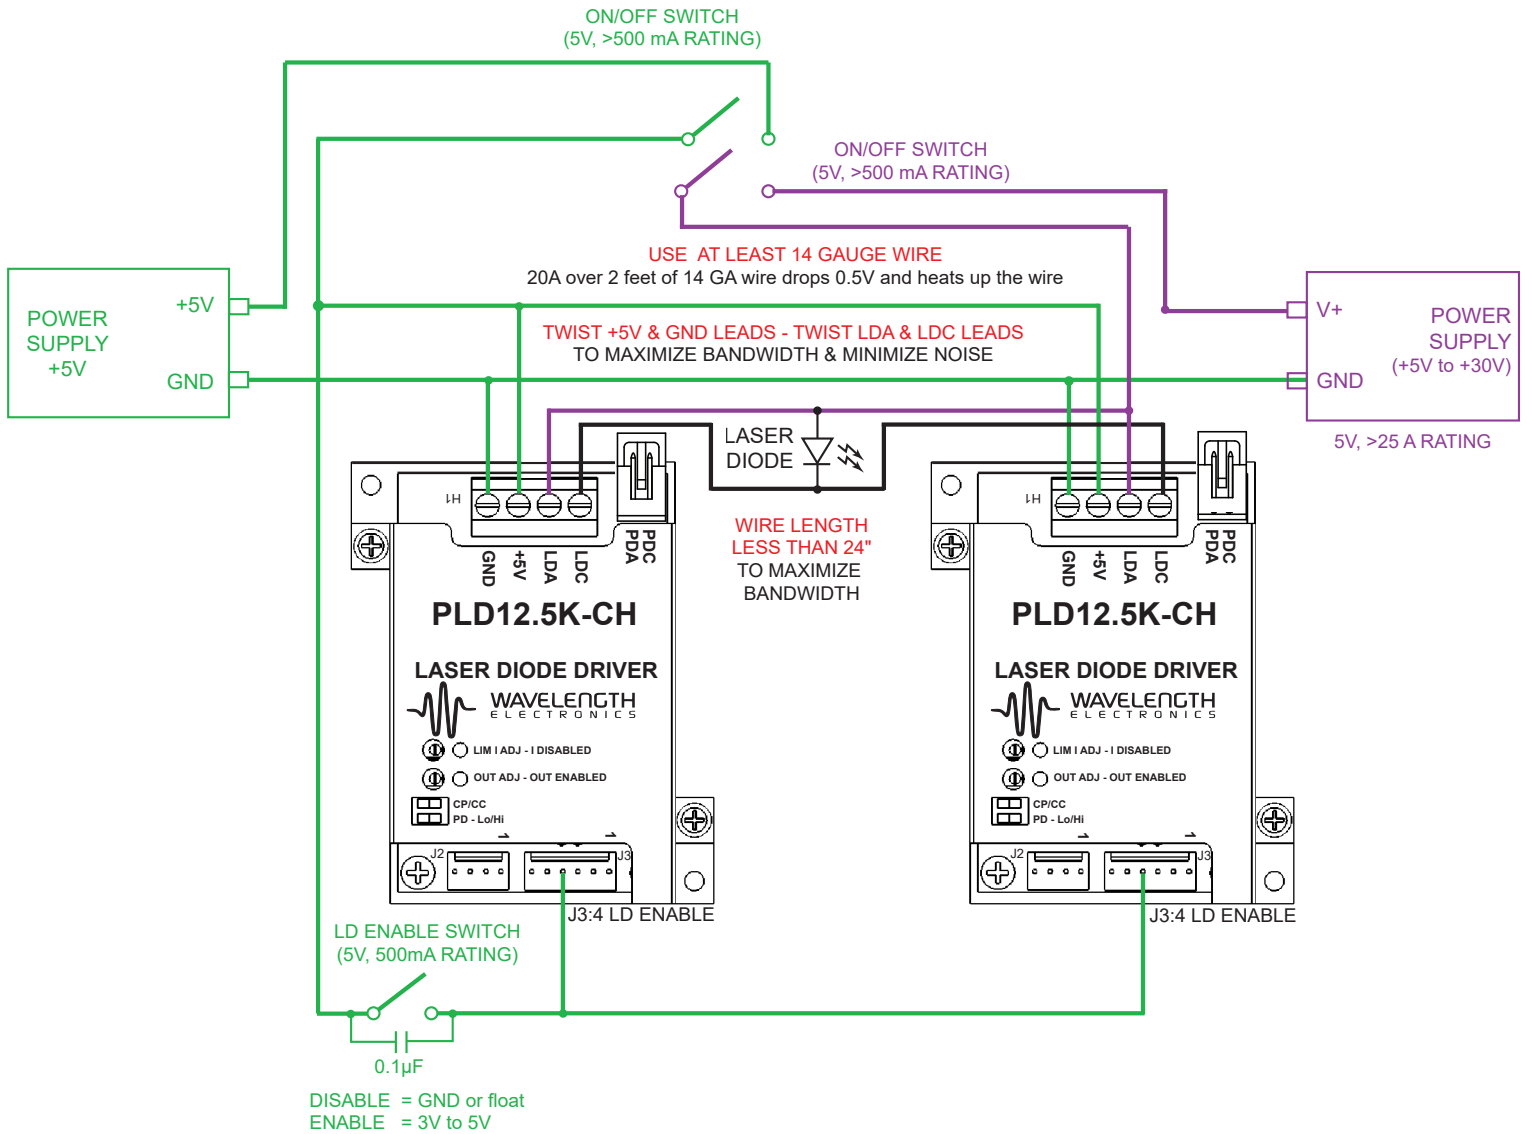 ON/OFF SWITCH
(5V, >500 mA RATING)
ON/OFF SWITCH
(5V, >500 mA RATING)
USE AT LEAST 14 GAUGE WIRE
20A over 2 feet of 14 GA wire drops 0.5V and heats up the wire
POWER
SUPPLY
+5V
+5V
GND
TWIST +5V & GND LEADS - TWIST LDA & LDC LEADS
TO MAXIMIZE BANDWIDTH & MINIMIZE NOISE
V+
GND
POWER
SUPPLY
(+5V to +30V)
5V, >25 A RATING
LASER
DIODE
WIRE LENGTH
LESS THAN 24"
TO MAXIMIZE
BANDWIDTH
H1
GND
+5V
LDA
LDC
PDA
PDC
PLD12.5K-CH
LASER DIODE DRIVER
WAVELENGTH
ELECTRONICS
LIM I ADJ - I DISABLED
OUT ADJ - OUT ENABLED
CP/CC
PD - Lo/Hi
1
1
J2
J3
J3:4 LD ENABLE
H1
GND
+5V
LDA
LDC
PDA
PDC
PLD12.5K-CH
LASER DIODE DRIVER
WAVELENGTH
ELECTRONICS
LIM I ADJ - I DISABLED
OUT ADJ - OUT ENABLED
CP/CC
PD - Lo/Hi
1
1
J2
J3
J3:4 LD ENABLE
LD ENABLE SWITCH
(5V, 500mA RATING)
0.1µF
DISABLE = GND or float
ENABLE = 3V to 5V